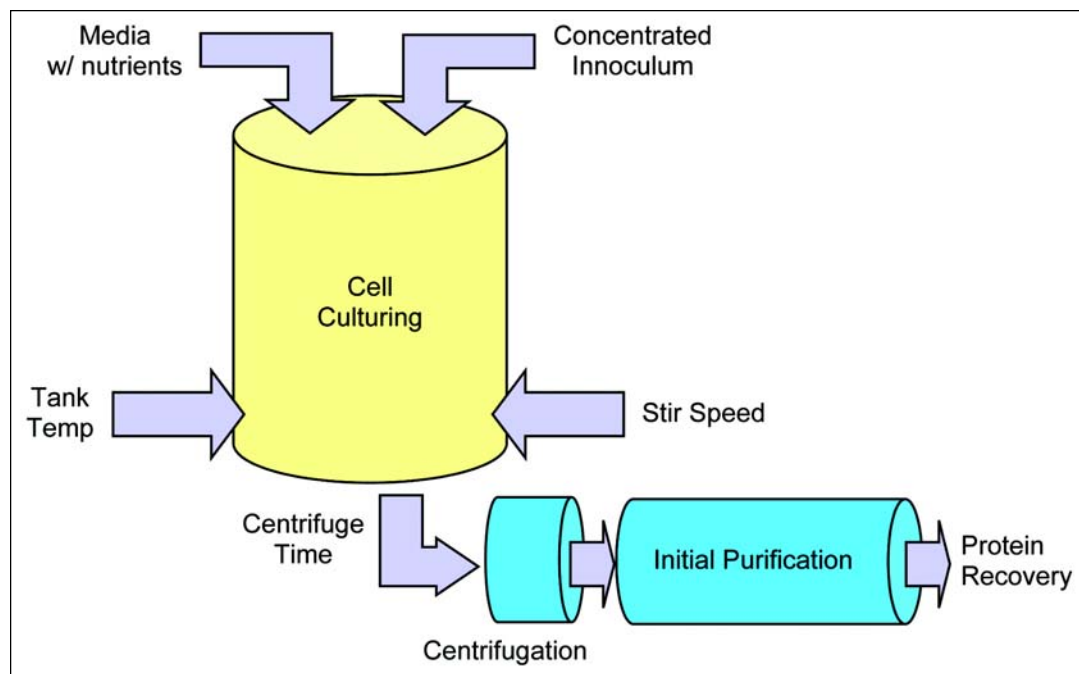 Media
w/ nutrients
Concentrated
Innoculum
Cell
Culturing
Tank
Temp
Stir Speed
Centrifuge
Time
Initial Purification
Protein
Recovery
Centrifugation